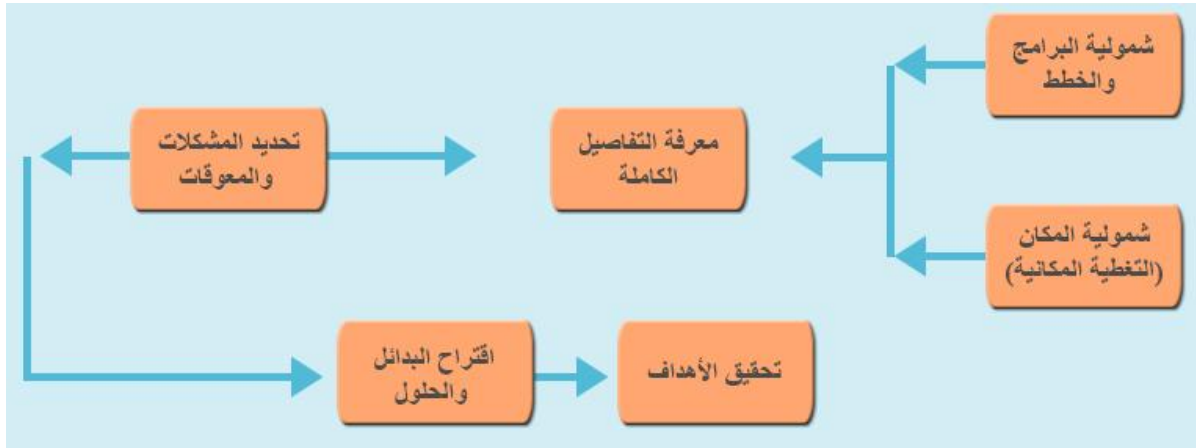 شمولية البرامج
والخطط
معرفة التفاصيل
الكاملة
تحديد المشكلات
والمعوقات
شمولية المكان
(التغطية المكانية)
اقتراح البدائل
والحلول
تحقيق الأهداف